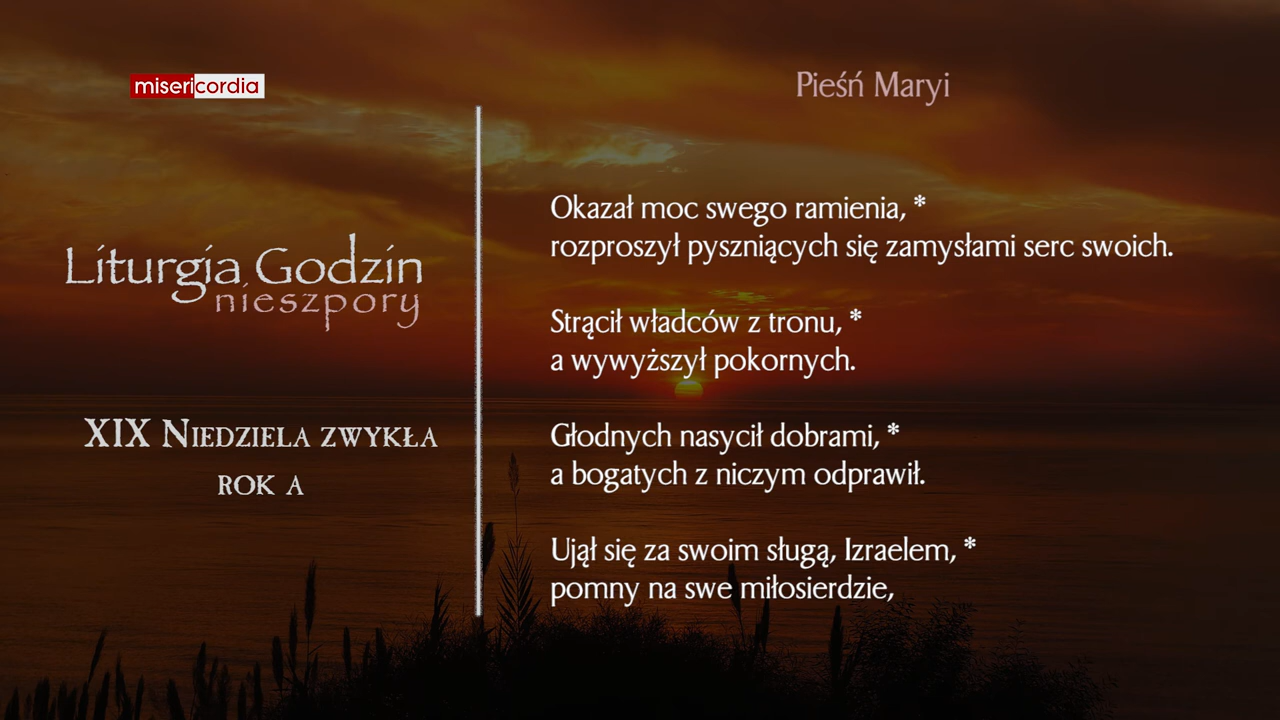 misericordia
Liturgia Godzin
nieszpory
XIX Niedziela zwykła
rok A
Pieśń Maryi
Okazał moc swego ramienia, *
rozproszył pyszniących się zamysłami serc swoich.
Strącił władców z tronu, *
a wywyższył pokornych.
Głodnych nasycił dobrami, *
a bogatych z niczym odprawił.
Ujął się za swoim sługą, Izraelem, *
pomny na swe miłosierdzie,